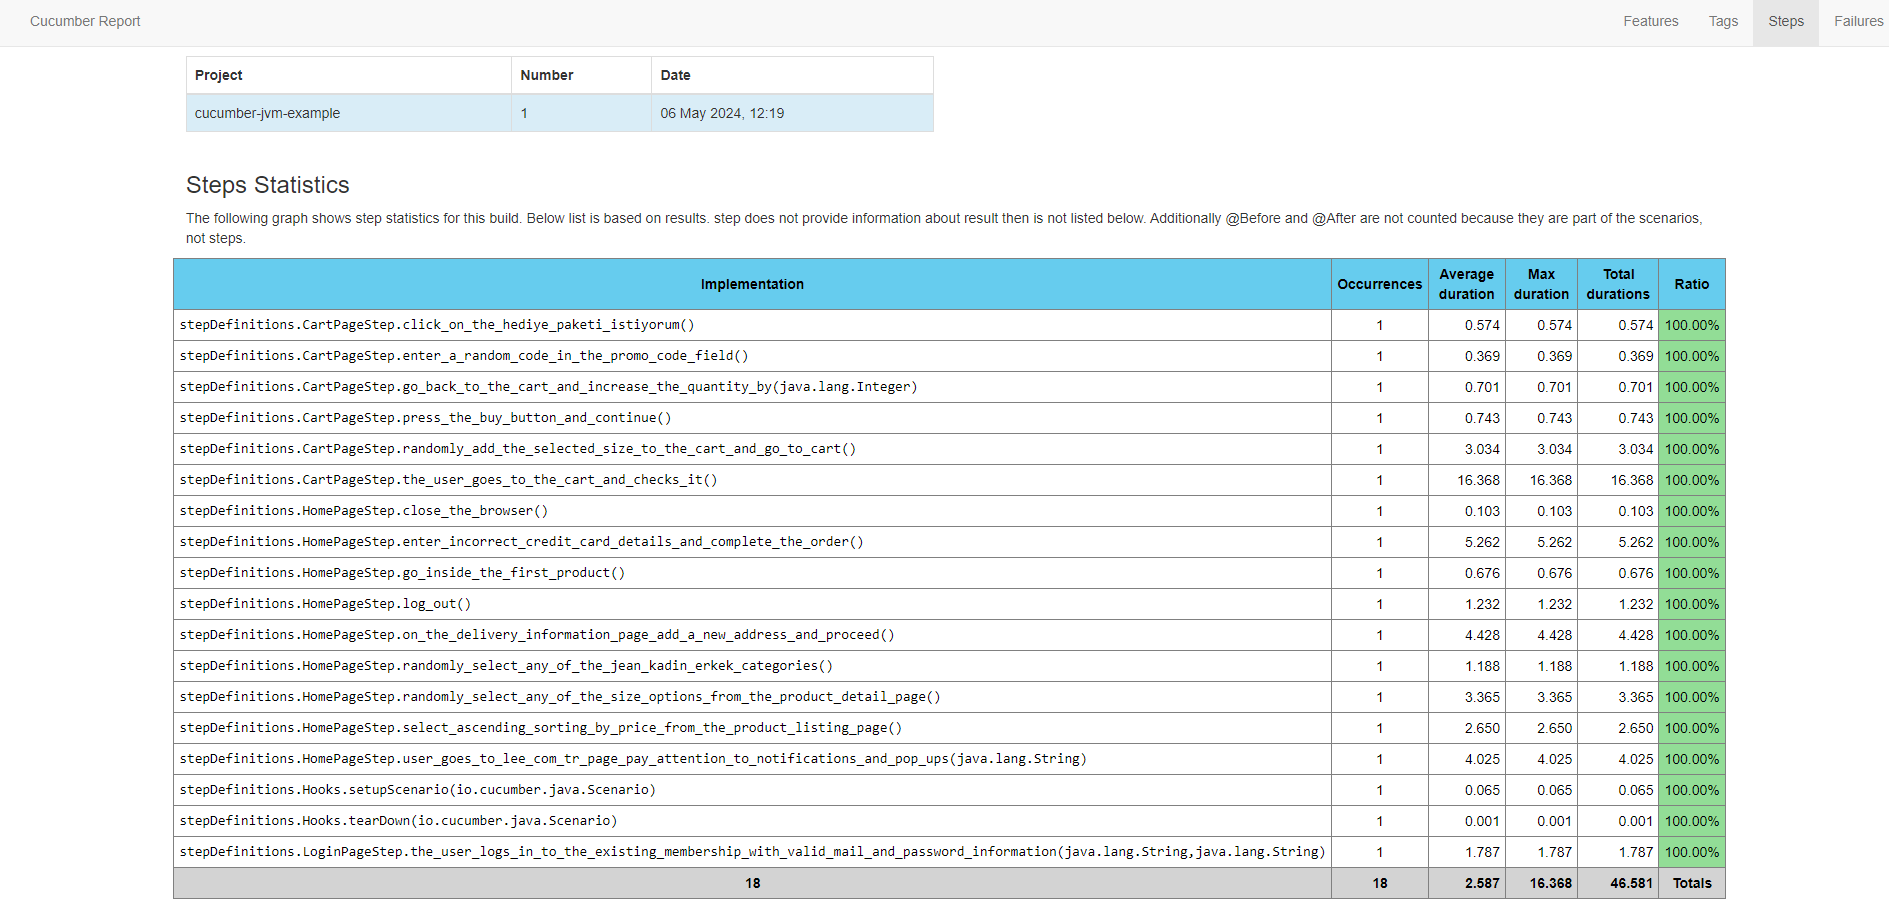 Cucumber Report Features Tags Steps Failures
Project Number Date
cucumber-jvm-example 1 06 May 2024, 12:19
Steps Statistics
The following graph shows step statistics for this build. Below list is based on results. step does not provide information about result then is not listed below. Additionally @Before and @After are not counted because they are part of the scenarios,
not steps.
Implementation Occurrences Average duration Max duration Total durations Ratio
stepDefinitions.CartPageStep.click_on_the_hediye_paketi_istiyorum() 1 0.574 0.574 0.574 100.00%
stepDefinitions.CartPageStep.enter_a_random_code_in_the_promo_code_field() 1 0.369 0.369 0.369 100.00%
stepDefinitions.CartPageStep.go_back_to_the_cart_and_increase_the_quantity_by(java.lang.Integer) 1 0.701 0.701 0.701 100.00%
stepDefinitions.CartPageStep.press_the_buy_button_and_continue() 1 0.743 0.743 0.743 100.00%
stepDefinitions.CartPageStep.randomly_add_the_selected_size_to_the_cart_and_go_to_cart() 1 3.034 3.034 3.034 100.00%
stepDefinitions.CartPageStep.the_user_goes_to_the_cart_and_checks_it() 1 16.368 16.368 16.368 100.00%
stepDefinitions.HomePageStep.close_the_browser() 1 0.103 0.103 0.103 100.00%
stepDefinitions.HomePageStep.enter_incorrect_credit_card_details_and_complete_the_order() 1 5.262 5.262 5.262 100.00%
stepDefinitions.HomePageStep.go_inside_the_first_product() 1 0.676 0.676 0.676 100.00%
stepDefinitions.HomePageStep.log_out() 1 1.232 1.232 1.232 100.00%
stepDefinitions.HomePageStep.on_the_delivery_information_page_add_a_new_address_and_proceed() 1 4.428 4.428 4.428 100.00%
stepDefinitions.HomePageStep.randomly_select_any_of_the_jean_kadin_erkek_categories() 1 1.188 1.188 1.188 100.00%
stepDefinitions.HomePageStep.randomly_select_any_of_the_size_options_from_the_product_detail_page() 1 3.365 3.365 3.365 100.00%
stepDefinitions.HomePageStep.select_ascending_sorting_by_price_from_the_product_listing_page() 1 2.650 2.650 2.650 100.00%
stepDefinitions.HomePageStep.user_goes_to_lee_com_tr_page_pay_attention_to_notifications_and_pop_ups(java.lang.String) 1 4.025 4.025 4.025 100.00%
stepDefinitions.Hooks.setupScenario(io.cucumber.java.Scenario) 1 0.065 0.065 0.065 100.00%
stepDefinitions.Hooks.tearDown(io.cucumber.java.Scenario) 1 0.001 0.001 0.001 100.00%
stepDefinitions.LoginPageStep.the_user_logs_in_to_the_existing_membership_with_valid_mail_and_password_information(java.lang.String,java.lang.String) 1 1.787 1.787 1.787 100.00%
18 18 2.587 16.368 46.581 Totals